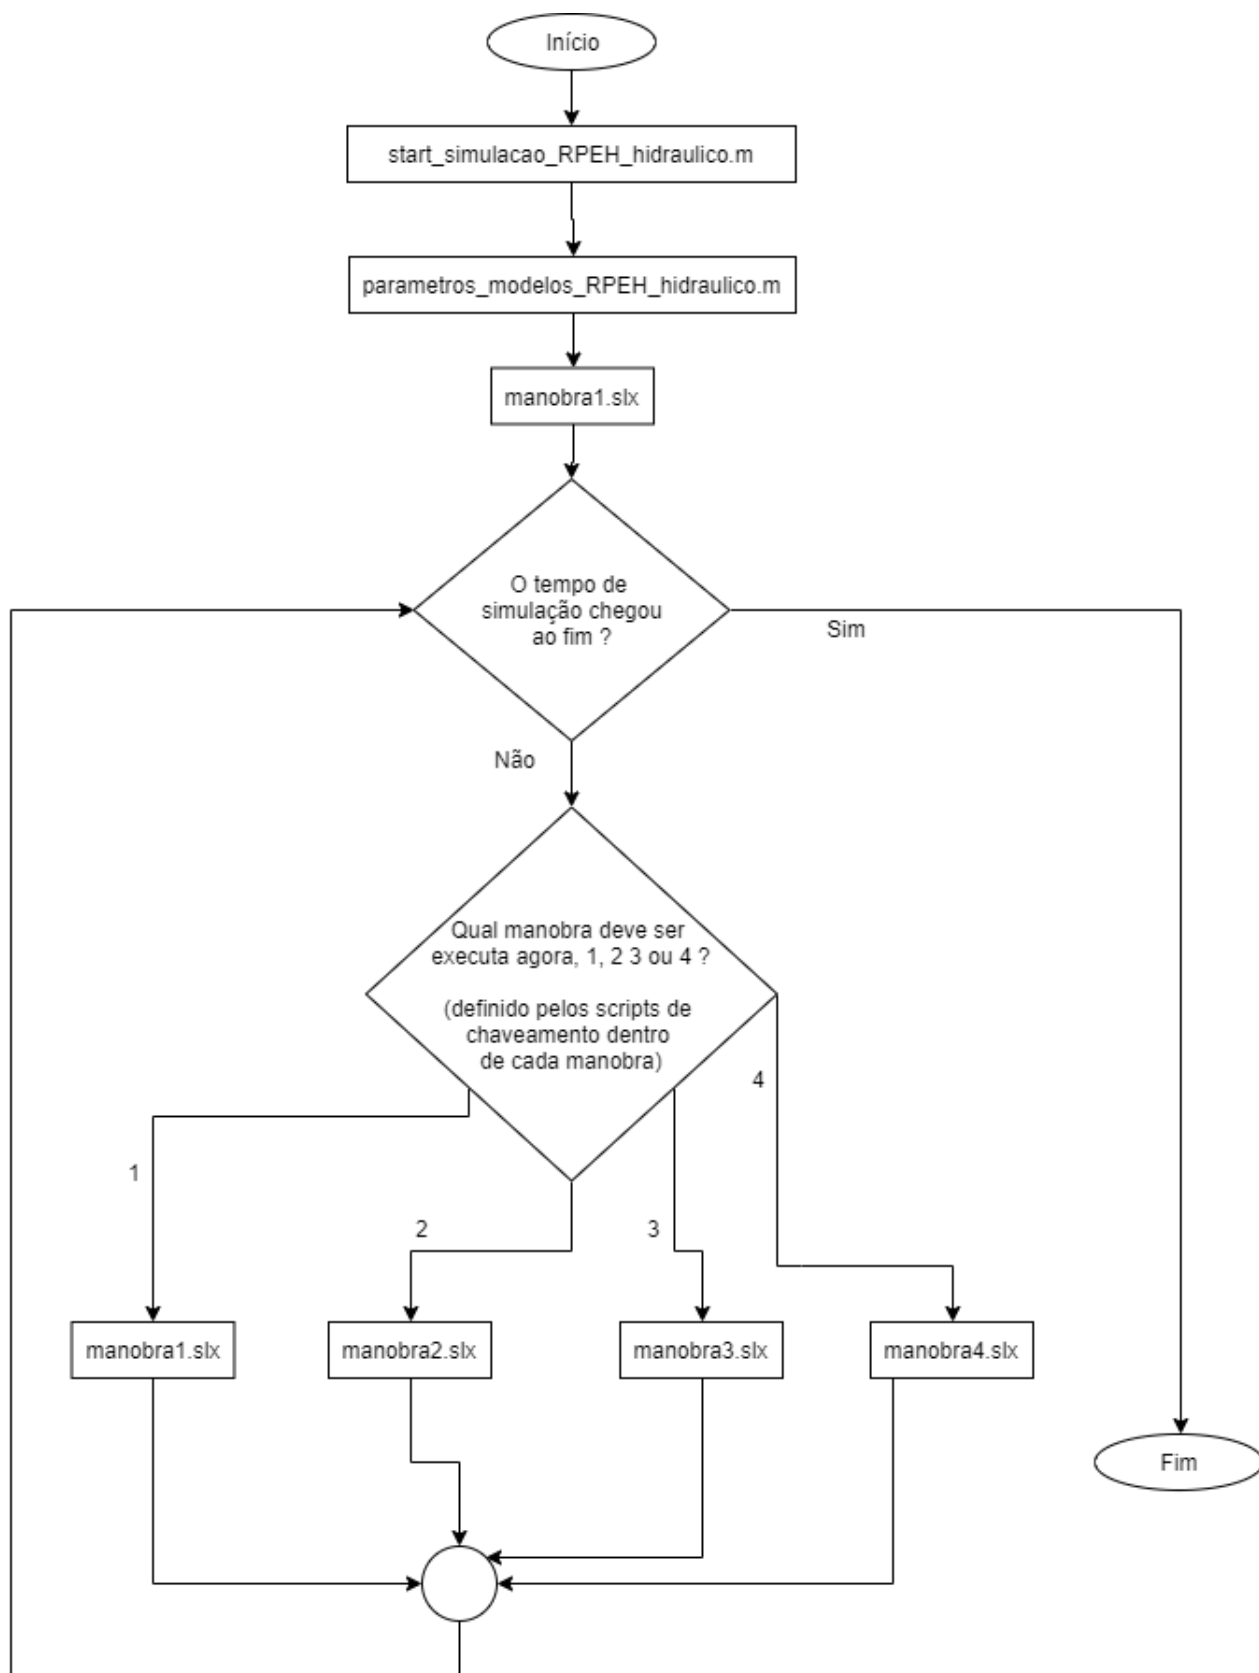 Início
start_simulacao_RPEH_hidraulico.m
parametros_modelos_RPEH_hidraulico.m
manobra1.slx
O tempo de
simulação chegou
ao fim ?
Sim
Não
Qual manobra deve ser
executa agora, 1, 2 3 ou 4 ?
(definido pelos scripts de
chaveamento dentro
de cada manobra)
4
1
2
3
manobra1.slx
manobra2.slx
manobra3.slx
manobra4.slx
Fim